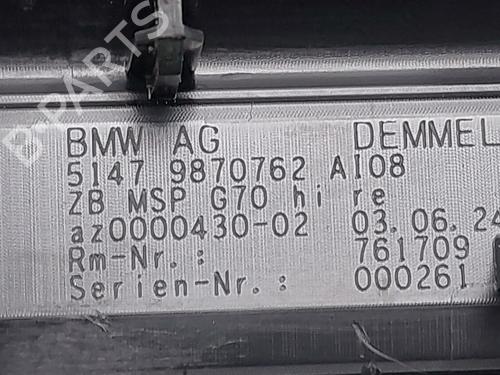 B-PARTS
BMW AG DEMMEL
5147 9870762 AI08
ZB MSP G70 hi re
az0000430-02 03.06.24
Rm-Nr.: 761709
Serien-Nr.: 000261